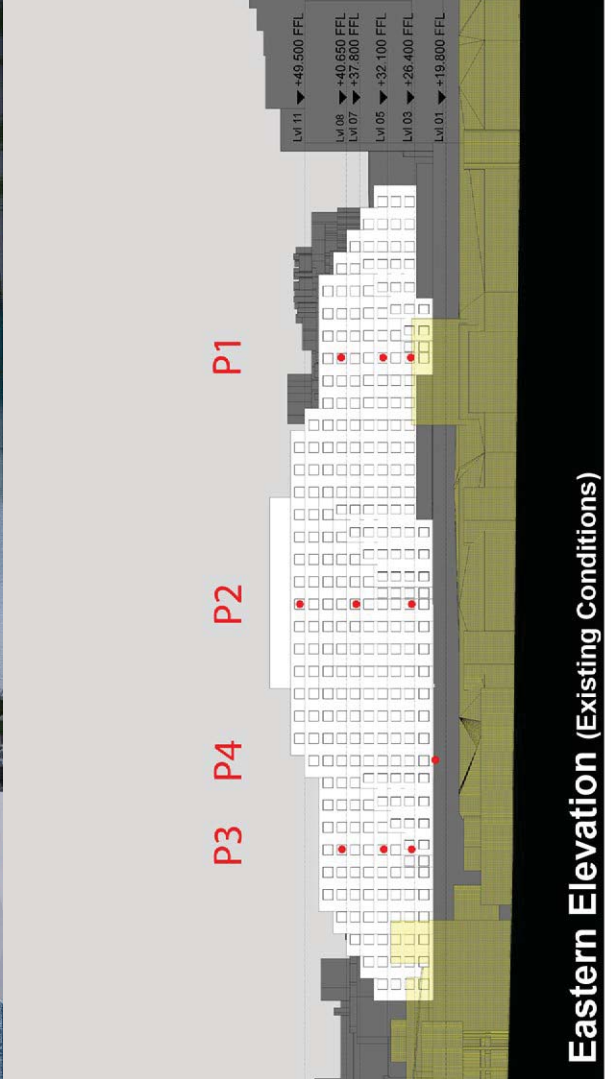 P1
P2
P4
P3
Lvl 11 ▼ +49.500 FFL
Lvl 08 ▼ +40.650 FFL
Lvl 07 ▼ +37.800 FFL
Lvl 05 ▼ +32.100 FFL
Lvl 03 ▼ +26.400 FFL
Lvl 01 ▼ +19.800 FFL
Eastern Elevation (Existing Conditions)